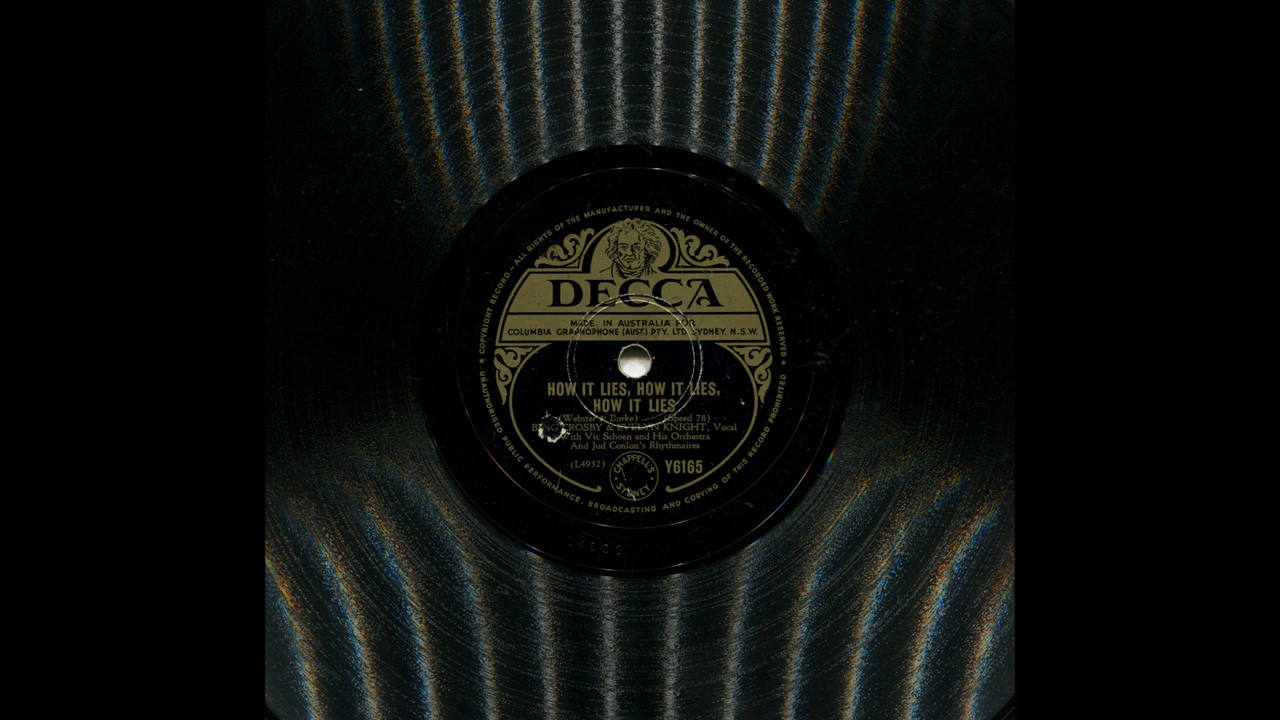 ★ COPYRIGHT RECORD — ALL RIGHTS OF THE MANUFACTURER AND THE OWNER OF THE RECORDED WORK RESERVED ★
DECCA
MADE IN AUSTRALIA FOR
COLUMBIA GRAPHOPHONE (AUST.) PTY. LTD. SYDNEY. N.S.W.
HOW IT LIES, HOW IT LIES,
HOW IT LIES
(Webster & Burke) (Speed 78)
BING CROSBY & EVELYN KNIGHT, Vocal
With Vic Schoen and His Orchestra
And Jud Conlon's Rhythmaires
(L4932) CHAPPELL'S SYDNEY Y6165
UNAUTHORISED PUBLIC PERFORMANCE. BROADCASTING AND COPYING OF THIS RECORD PROHIBITED